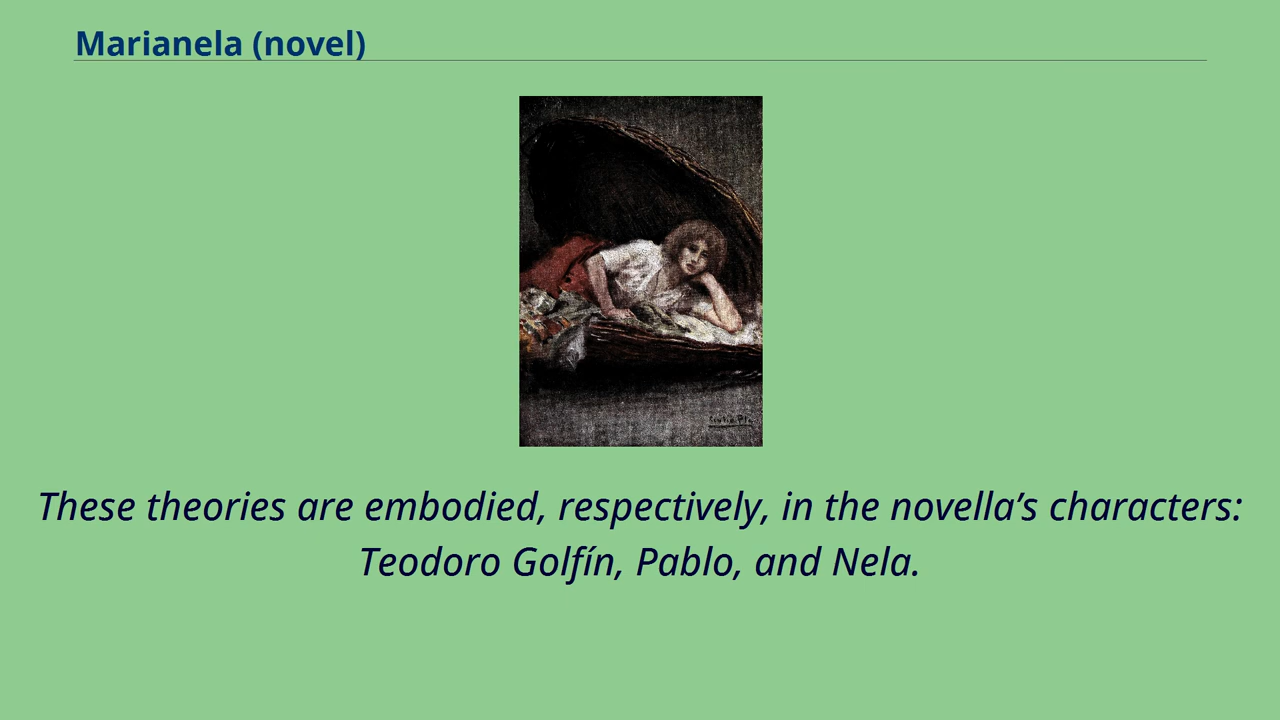 Marianela (novel)
These theories are embodied, respectively, in the novella’s characters:
Teodoro Golfín, Pablo, and Nela.